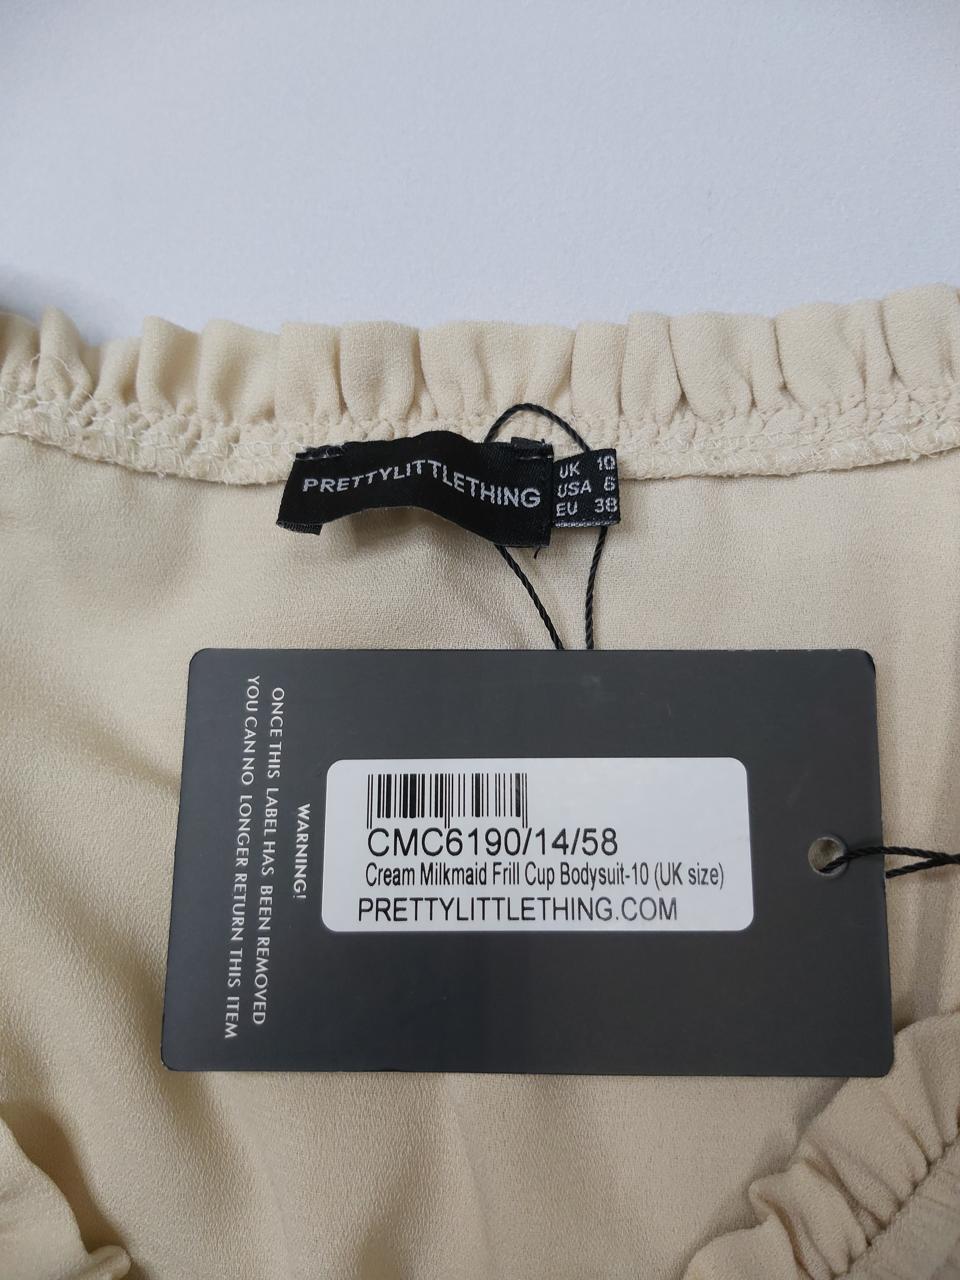 PRETTYLITTLETHING
UK 10
USA 6
EU 38
WARNING!
ONCE THIS LABEL HAS BEEN REMOVED
YOU CAN NO LONGER RETURN THIS ITEM
CMC6190/14/58
Cream Milkmaid Frill Cup Bodysuit-10 (UK size)
PRETTYLITTLETHING.COM